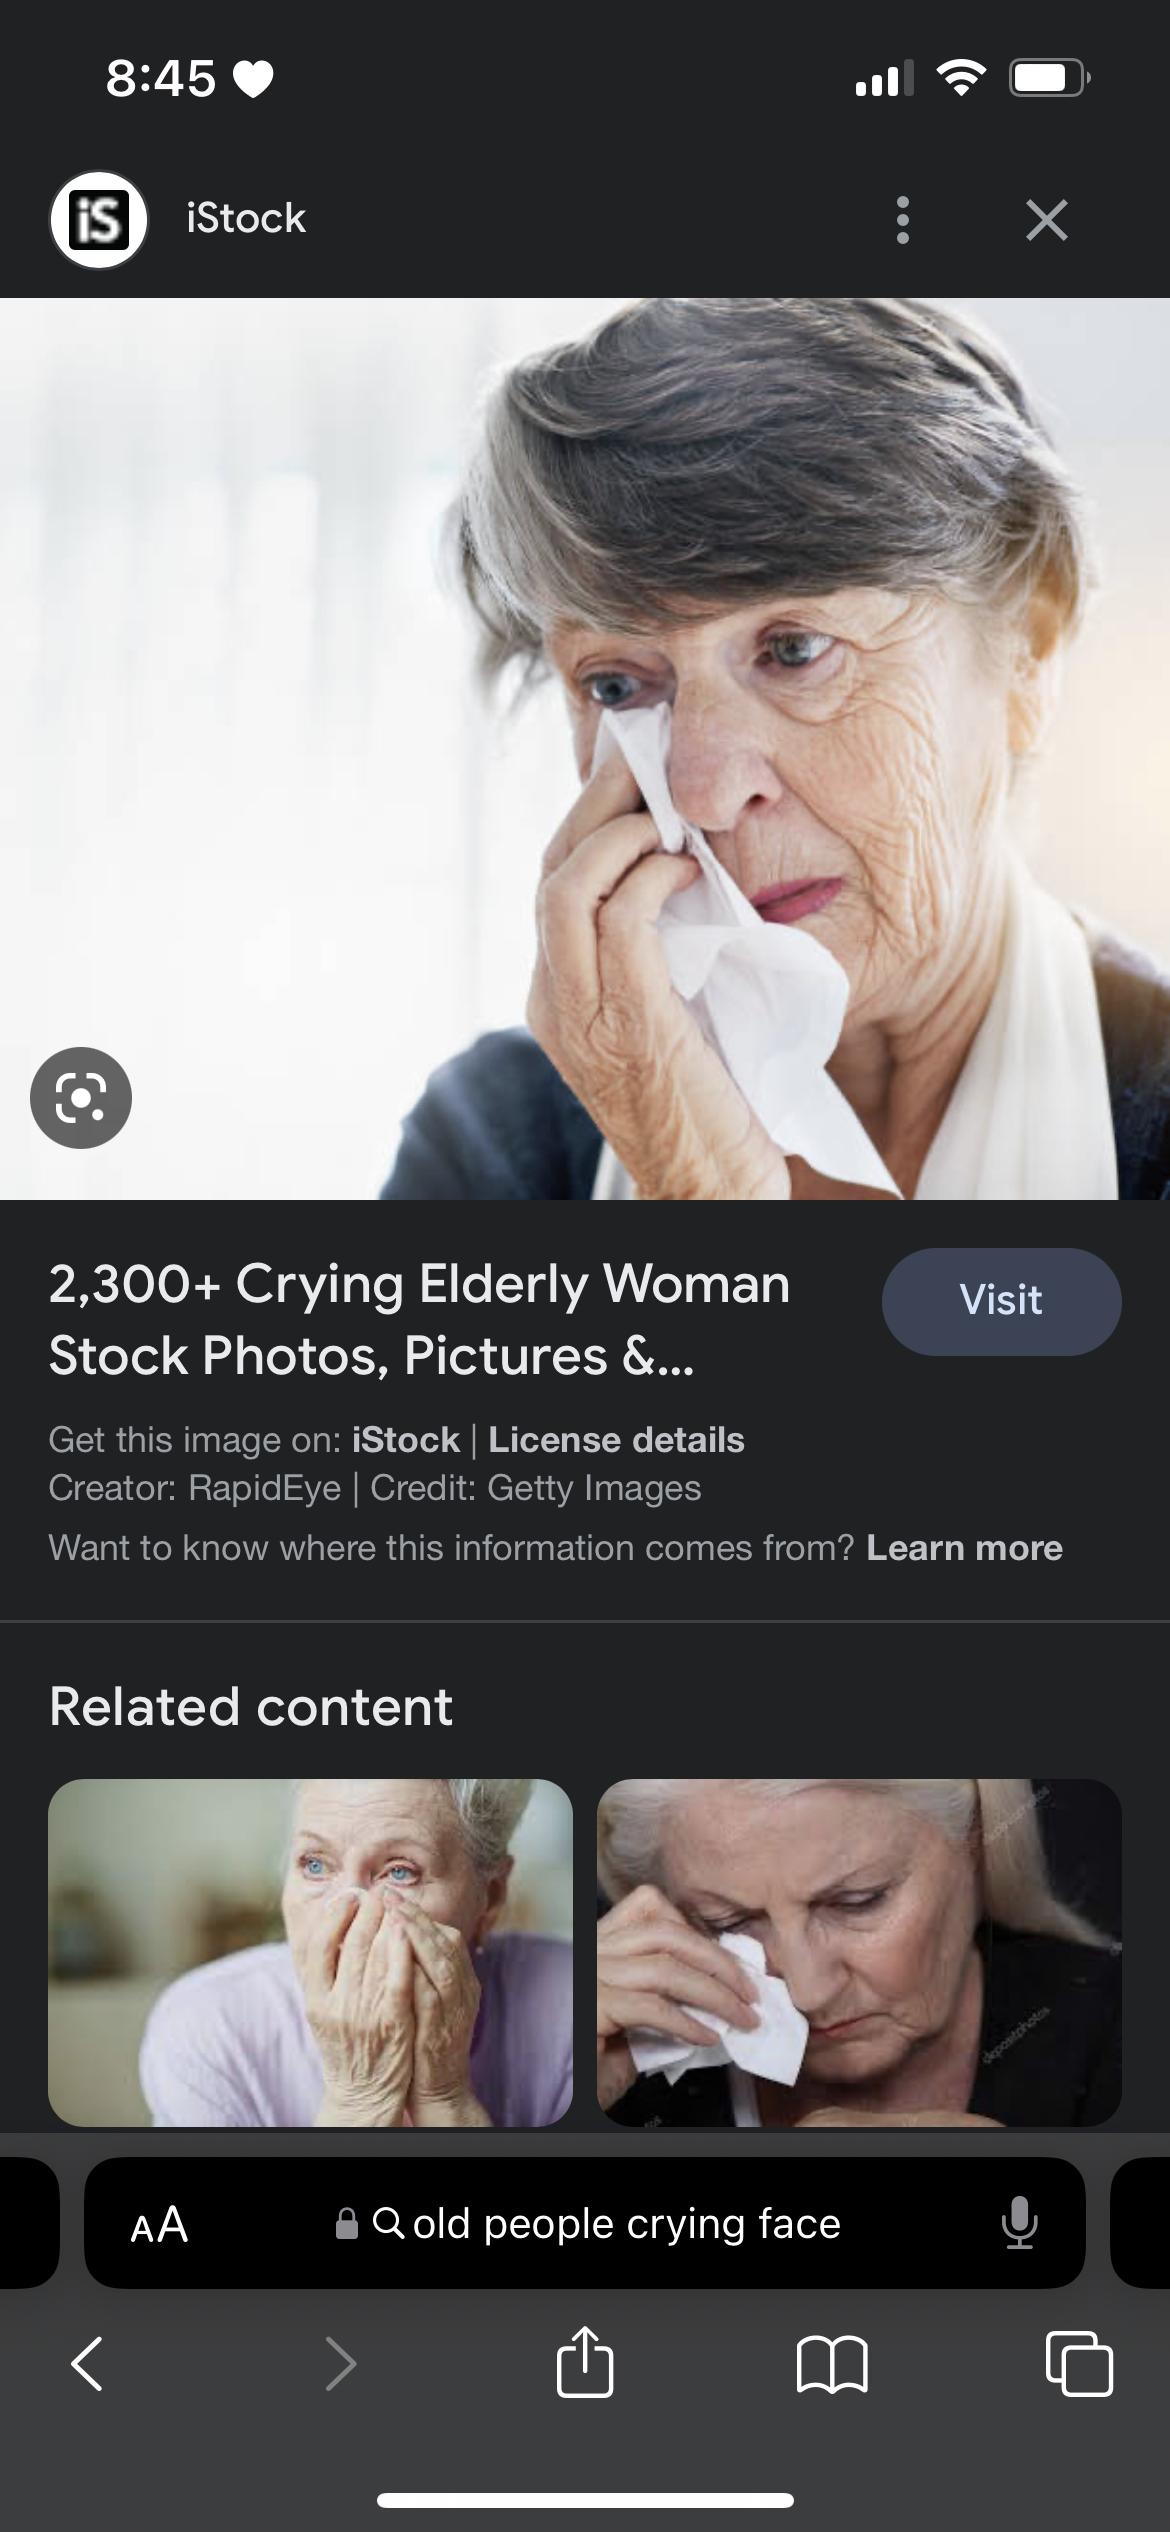 8:45
iS
iStock
2,300+ Crying Elderly Woman
Stock Photos, Pictures &...
Visit
Get this image on: iStock | License details
Creator: RapidEye | Credit: Getty Images
Want to know where this information comes from? Learn more
Related content
depositphotos
depositphotos
AA
old people crying face